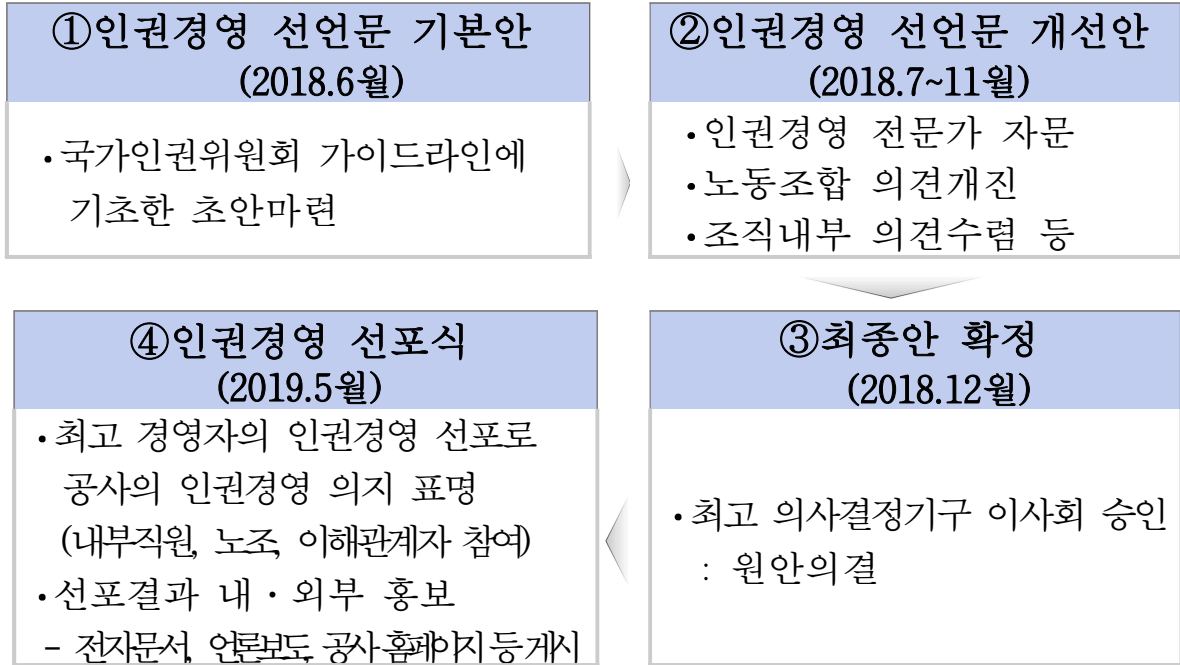 ①인권경영 선언문 기본안
(2018.6월)
•국가인권위원회 가이드라인에
기초한 초안마련
②인권경영 선언문 개선안
(2018.7~11월)
•인권경영 전문가 자문
•노동조합 의견개진
•조직내부 의견수렴 등
③최종안 확정
(2018.12월)
•최고 의사결정기구 이사회 승인
: 원안의결
④인권경영 선포식
(2019.5월)
•최고 경영자의 인권경영 선포로
공사의 인권경영 의지 표명
(내부직원, 노조, 이해관계자 참여)
•선포결과 내·외부 홍보
- 전자문서, 언론보도, 공사 홈페이지 등 게시